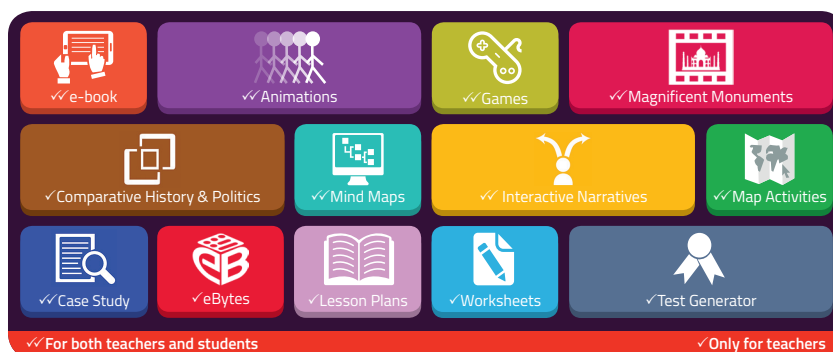 ✓✓e-book
✓✓Animations
✓✓Games
✓✓Magnificent Monuments
✓Comparative History & Politics
✓✓Mind Maps
✓✓ Interactive Narratives
✓✓Map Activities
✓✓Case Study
eB
✓eBytes
✓Lesson Plans
✓Worksheets
✓Test Generator
✓✓For both teachers and students
✓Only for teachers